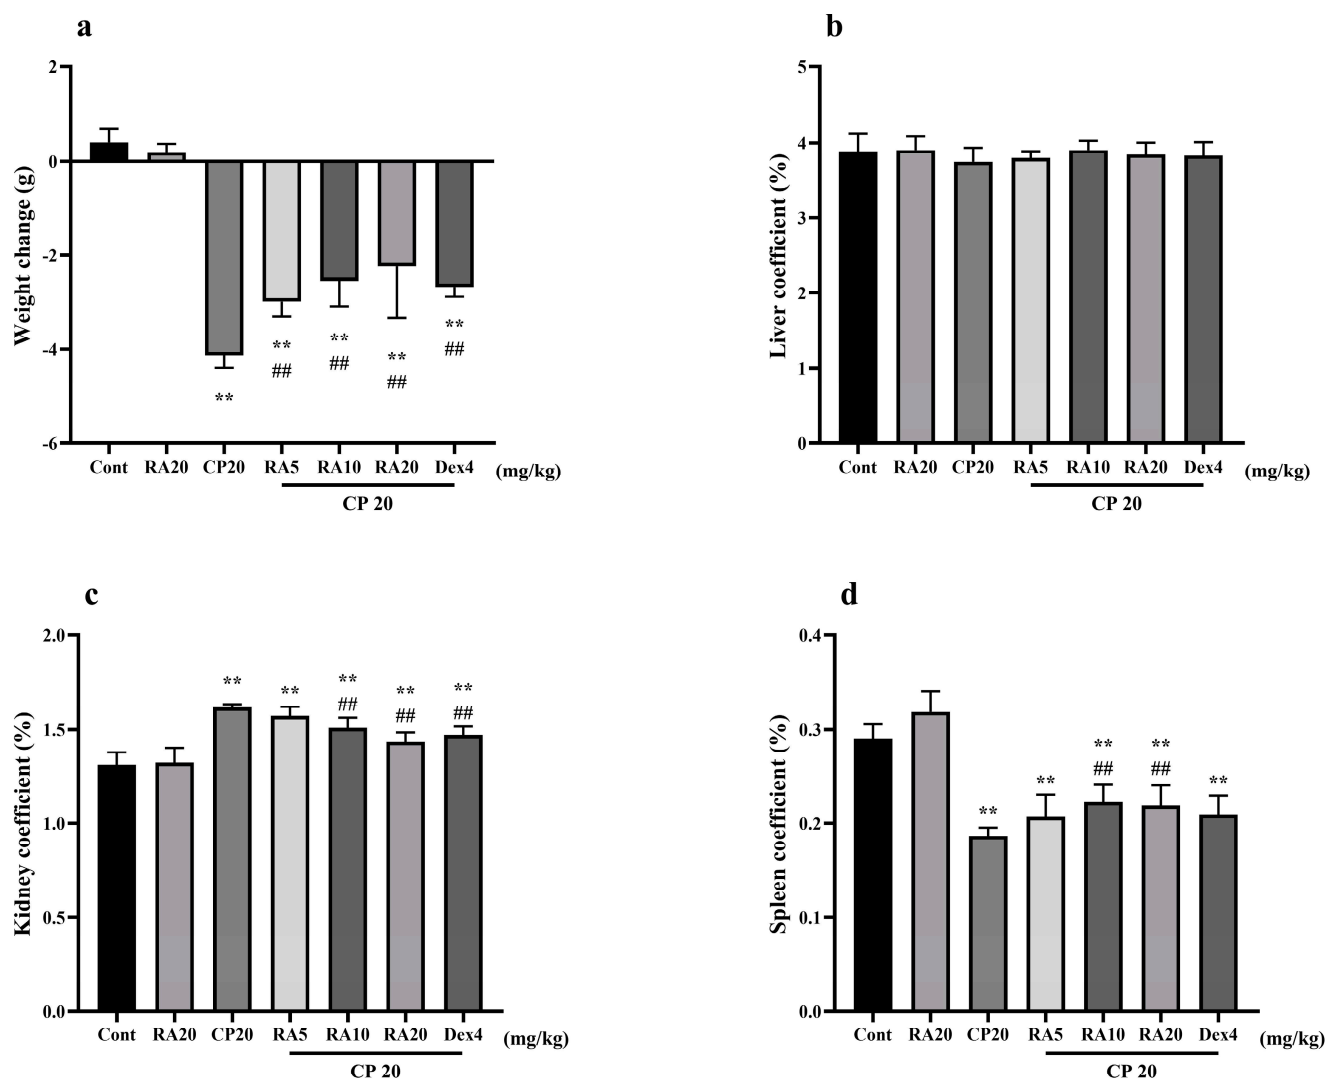 a
Weight change (g)
2
0
-2
-4
-6
**
**
##
**
##
**
##
**
##
Cont RA20 CP20 RA5 RA10 RA20 Dex4 (mg/kg)
CP 20
b
Liver coefficient (%)
5
4
3
2
1
0
Cont RA20 CP20 RA5 RA10 RA20 Dex4 (mg/kg)
CP 20
c
Kidney coefficient (%)
2.0
1.5
1.0
0.5
0.0
**
**
**
##
**
##
**
##
Cont RA20 CP20 RA5 RA10 RA20 Dex4 (mg/kg)
CP 20
d
Spleen coefficient (%)
0.4
0.3
0.2
0.1
0.0
**
**
**
##
**
##
**
Cont RA20 CP20 RA5 RA10 RA20 Dex4 (mg/kg)
CP 20